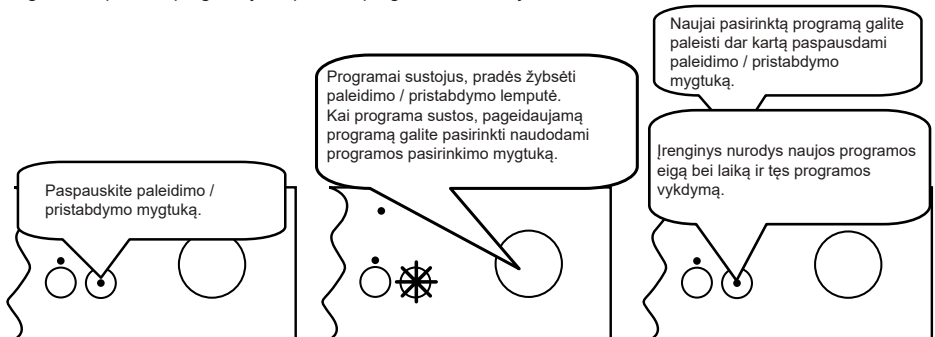 Paspauskite paleidimo /
pristabdymo mygtuką.
Programai sustojus, pradės žybsėti
paleidimo / pristabdymo lemputė.
Kai programa sustos, pageidaujamą
programą galite pasirinkti naudodami
programos pasirinkimo mygtuką.
Naujai pasirinktą programą galite
paleisti dar kartą paspausdami
paleidimo / pristabdymo
mygtuką.
Įrenginys nurodys naujos programos
eigą bei laiką ir tęs programos
vykdymą.